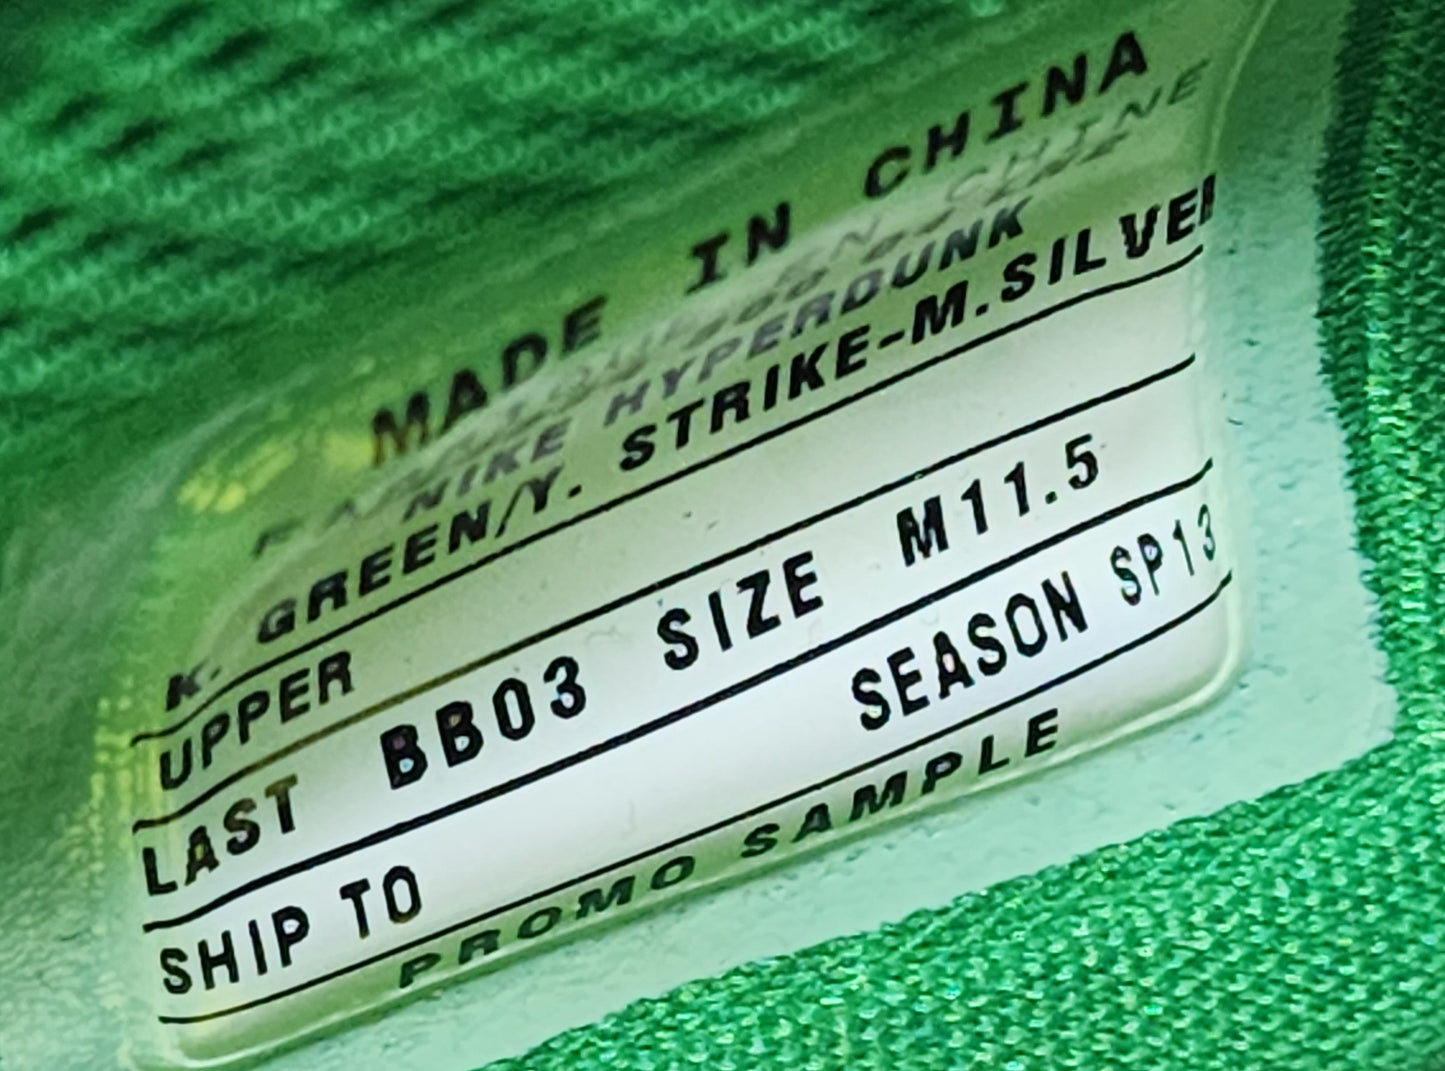 MADE IN CHINA
NIKE HYPERDUNK
K. GREEN/Y. STRIKE-M.SILVER
UPPER
LAST BB03 SIZE M11.5
SHIP TO SEASON SP13
PROMO SAMPLE